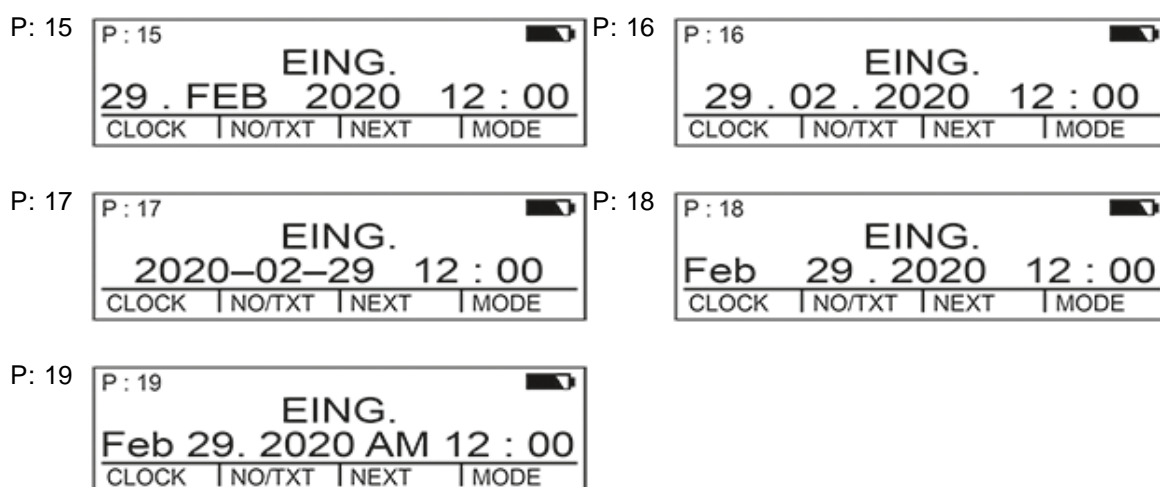 P: 15
P : 15
EING.
29 . FEB 2020 12 : 00
CLOCK NO/TXT NEXT MODE
P: 16
P : 16
EING.
29 . 02 . 2020 12 : 00
CLOCK NO/TXT NEXT MODE
P: 17
P : 17
EING.
2020–02–29 12 : 00
CLOCK NO/TXT NEXT MODE
P: 18
P : 18
EING.
Feb 29 . 2020 12 : 00
CLOCK NO/TXT NEXT MODE
P: 19
P : 19
EING.
Feb 29. 2020 AM 12 : 00
CLOCK NO/TXT NEXT MODE